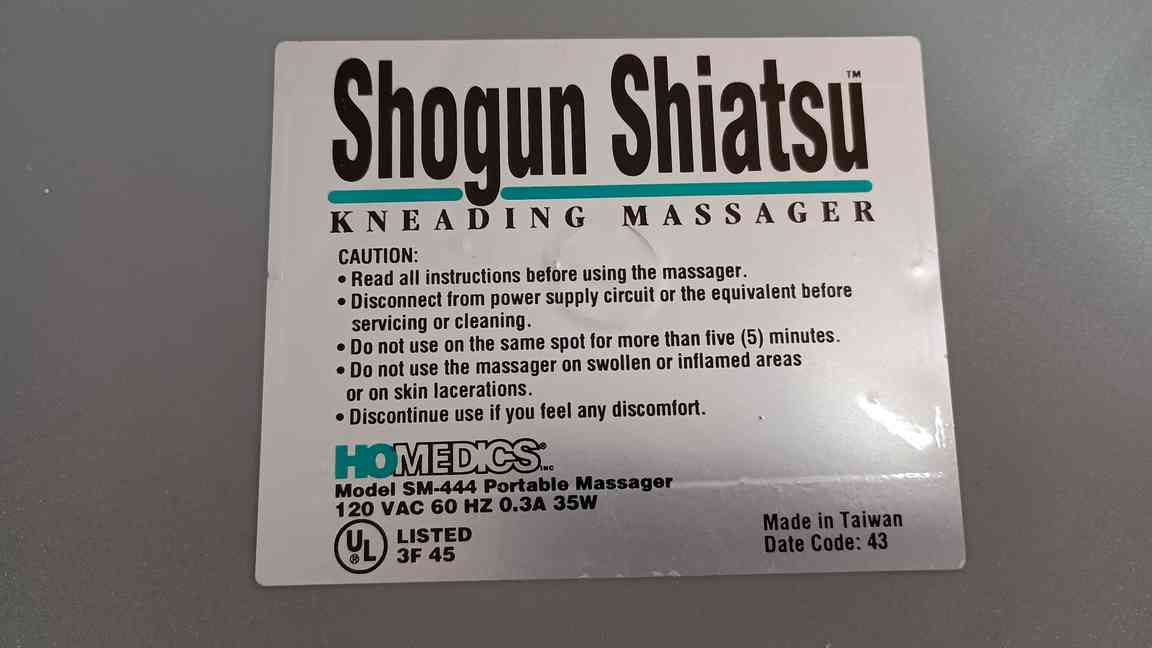 Shogun Shiatsu™
KNEADING MASSAGER
CAUTION:
• Read all instructions before using the massager.
• Disconnect from power supply circuit or the equivalent before
servicing or cleaning.
• Do not use on the same spot for more than five (5) minutes.
• Do not use the massager on swollen or inflamed areas
or on skin lacerations.
• Discontinue use if you feel any discomfort.
HOMEDICS® INC
Model SM-444 Portable Massager
120 VAC 60 HZ 0.3A 35W
UL® LISTED
3F 45
Made in Taiwan
Date Code: 43